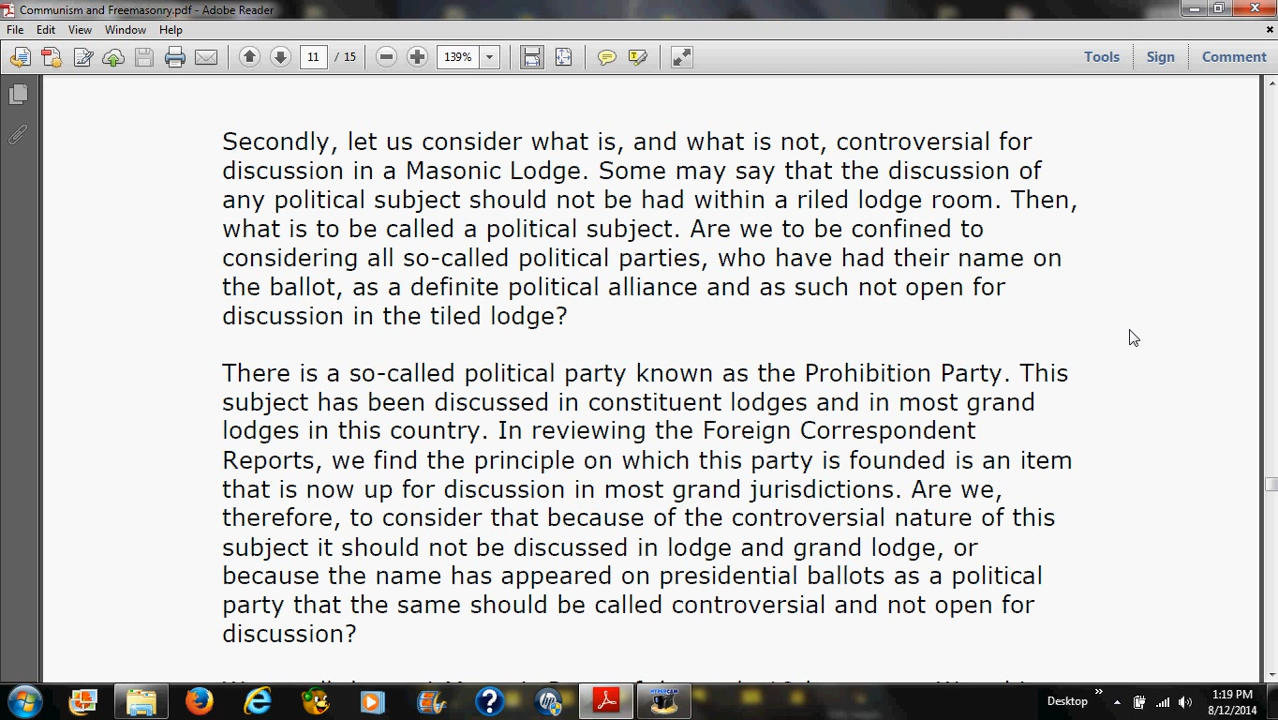 Communism and Freemasonry.pdf - Adobe Reader
File Edit View Window Help
11 / 15 139% Tools Sign Comment
Secondly, let us consider what is, and what is not, controversial for
discussion in a Masonic Lodge. Some may say that the discussion of
any political subject should not be had within a riled lodge room. Then,
what is to be called a political subject. Are we to be confined to
considering all so-called political parties, who have had their name on
the ballot, as a definite political alliance and as such not open for
discussion in the tiled lodge?
There is a so-called political party known as the Prohibition Party. This
subject has been discussed in constituent lodges and in most grand
lodges in this country. In reviewing the Foreign Correspondent
Reports, we find the principle on which this party is founded is an item
that is now up for discussion in most grand jurisdictions. Are we,
therefore, to consider that because of the controversial nature of this
subject it should not be discussed in lodge and grand lodge, or
because the name has appeared on presidential ballots as a political
party that the same should be called controversial and not open for
discussion?
Desktop
1:19 PM
8/12/2014